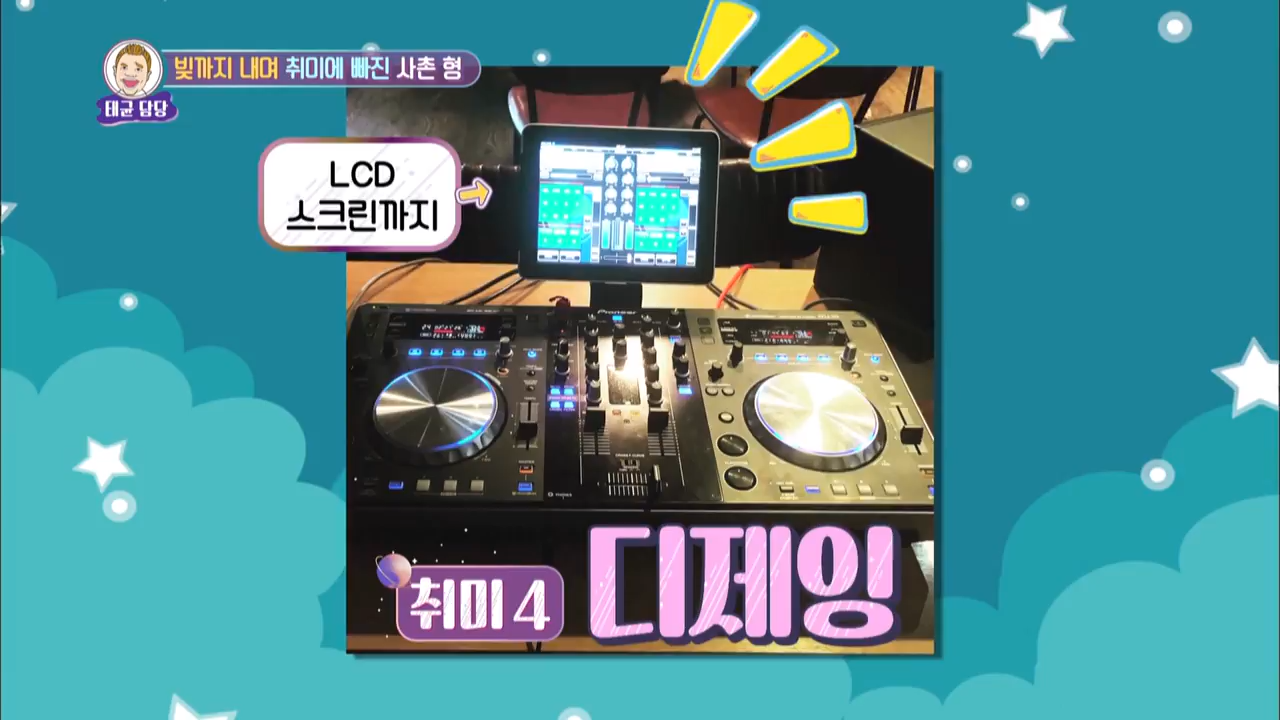 빚까지 내며 취미에 빠진 사촌 형
태균 담당
LCD
스크린까지
Pioneer
취미 4
디제잉